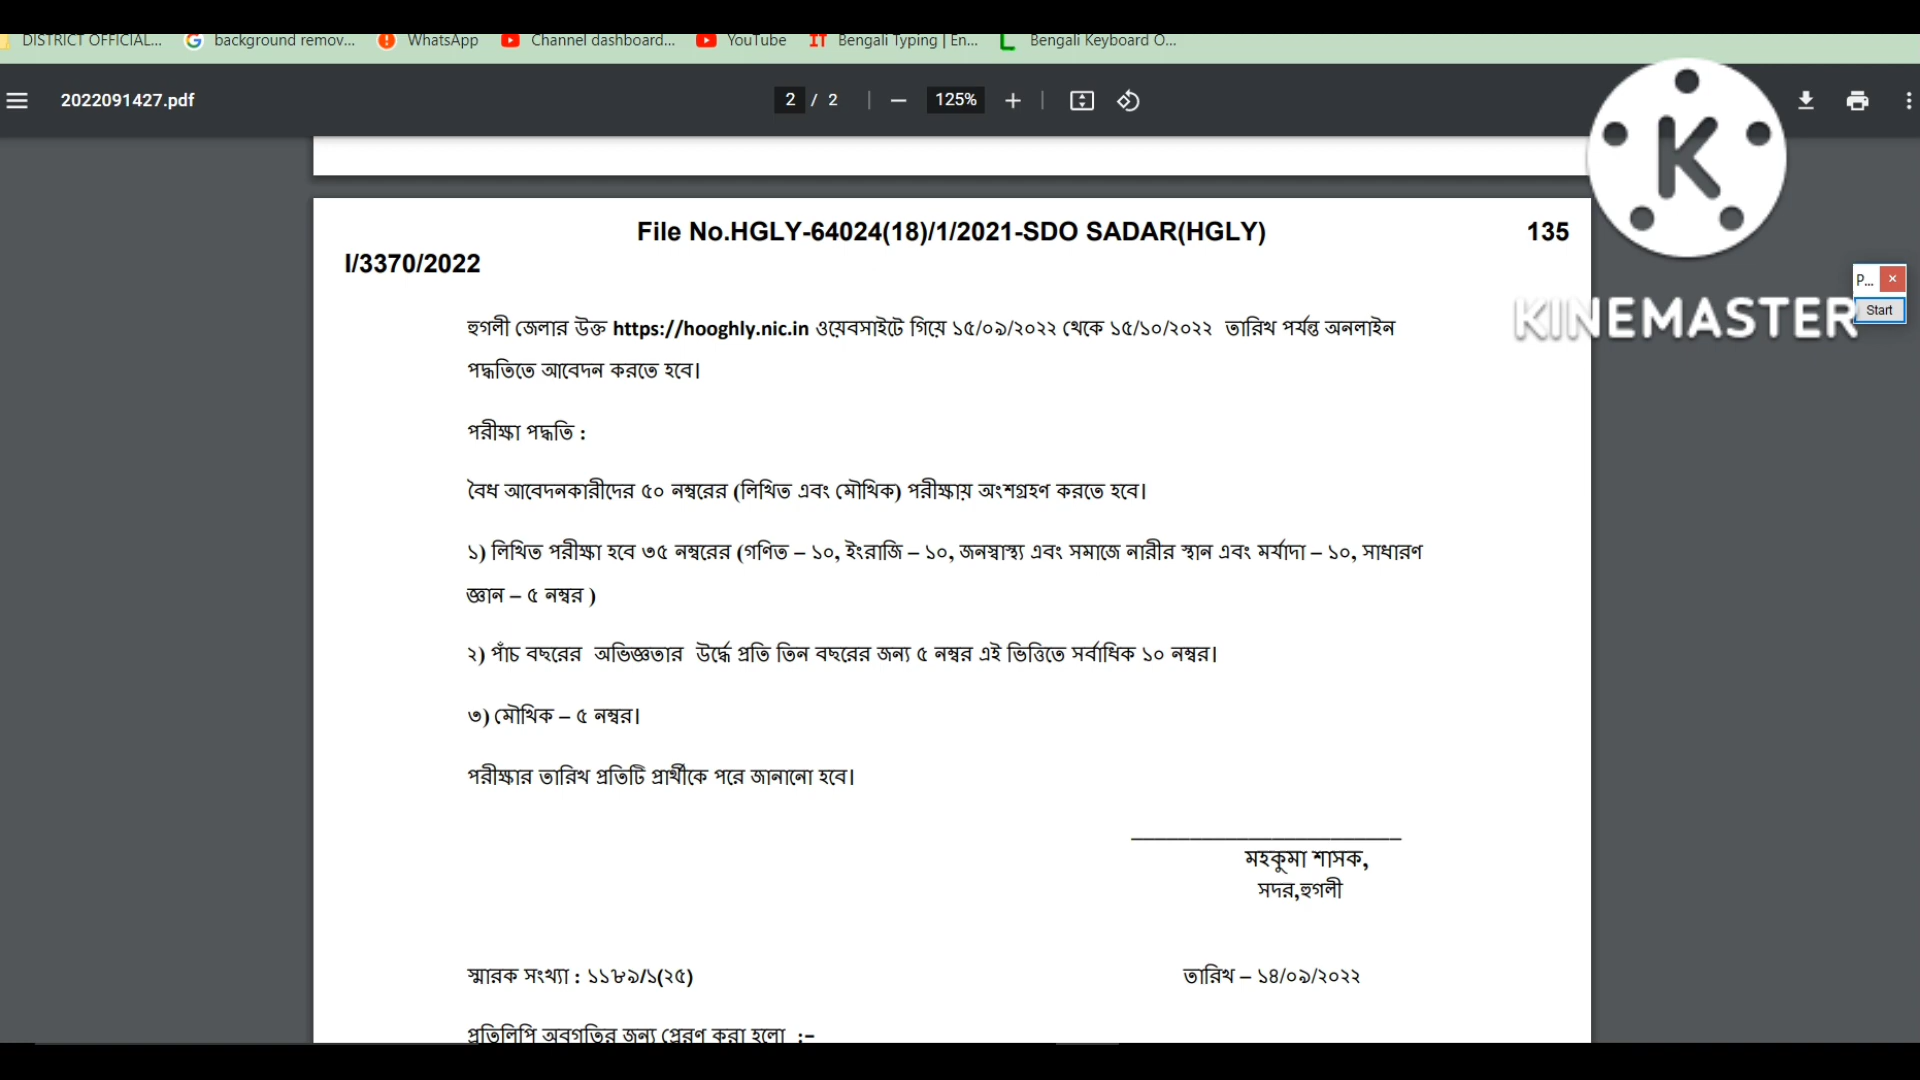 DISTRICT OFFICIAL... background remov... WhatsApp Channel dashboard... YouTube Bengali Typing | En... Bengali Keyboard O...
2022091427.pdf 2 / 2 125%
File No.HGLY-64024(18)/1/2021-SDO SADAR(HGLY) 135
I/3370/2022
KINEMASTER
P...
Start
হুগলী জেলার উক্ত https://hooghly.nic.in ওয়েবসাইটে গিয়ে ১৫/০৯/২০২২ থেকে ১৫/১০/২০২২ তারিখ পর্যন্ত অনলাইন
পদ্ধতিতে আবেদন করতে হবে।
পরীক্ষা পদ্ধতি :
বৈধ আবেদনকারীদের ৫০ নম্বরের (লিখিত এবং মৌখিক) পরীক্ষায় অংশগ্রহণ করতে হবে।
১) লিখিত পরীক্ষা হবে ৩৫ নম্বরের (গণিত – ১০, ইংরাজি – ১০, জনস্বাস্থ্য এবং সমাজে নারীর স্থান এবং মর্যাদা – ১০, সাধারণ
জ্ঞান – ৫ নম্বর )
২) পাঁচ বছরের অভিজ্ঞতার উর্দ্ধে প্রতি তিন বছরের জন্য ৫ নম্বর এই ভিত্তিতে সর্বাধিক ১০ নম্বর।
৩) মৌখিক – ৫ নম্বর।
পরীক্ষার তারিখ প্রতিটি প্রার্থীকে পরে জানানো হবে।
মহকুমা শাসক,
সদর,হুগলী
স্মারক সংখ্যা : ১১৮৯/১(২৫) তারিখ – ১৪/০৯/২০২২
প্রতিলিপি অবগতির জন্য প্রেরণ করা হলো :–